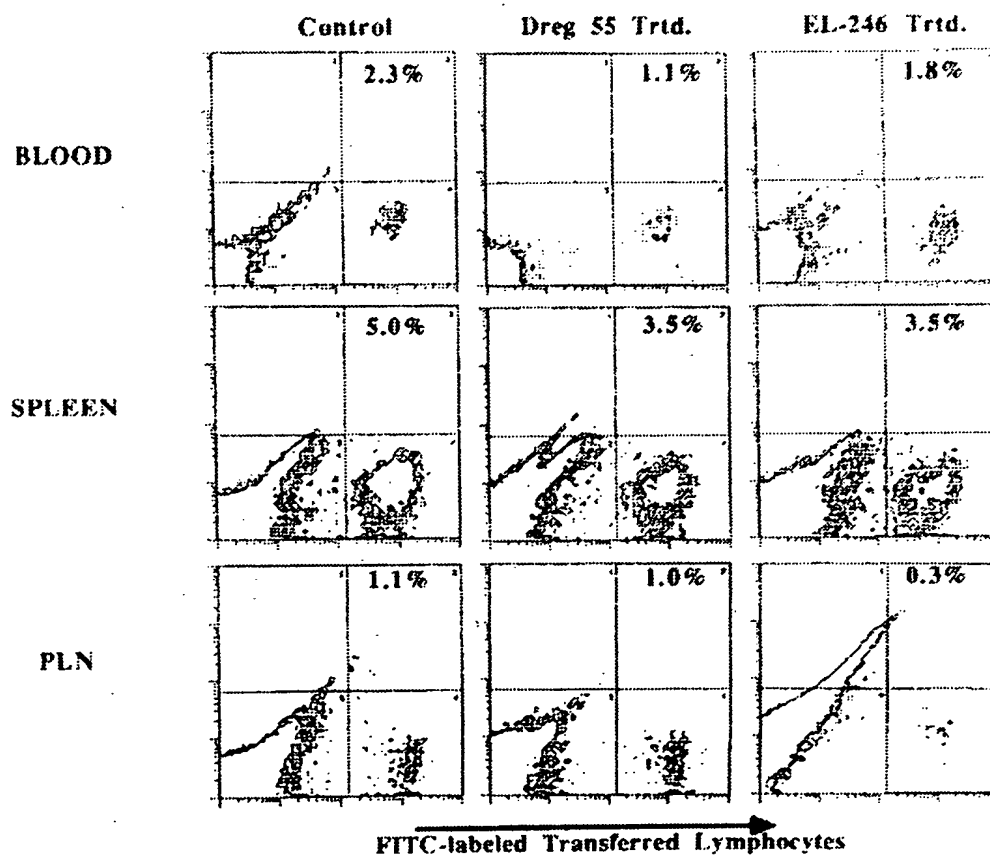 Control Dreg 55 Trtd. EL-246 Trtd.
BLOOD 2.3% 1.1% 1.8%
SPLEEN 5.0% 3.5% 3.5%
PLN 1.1% 1.0% 0.3%
FITC-labeled Transferred Lymphocytes